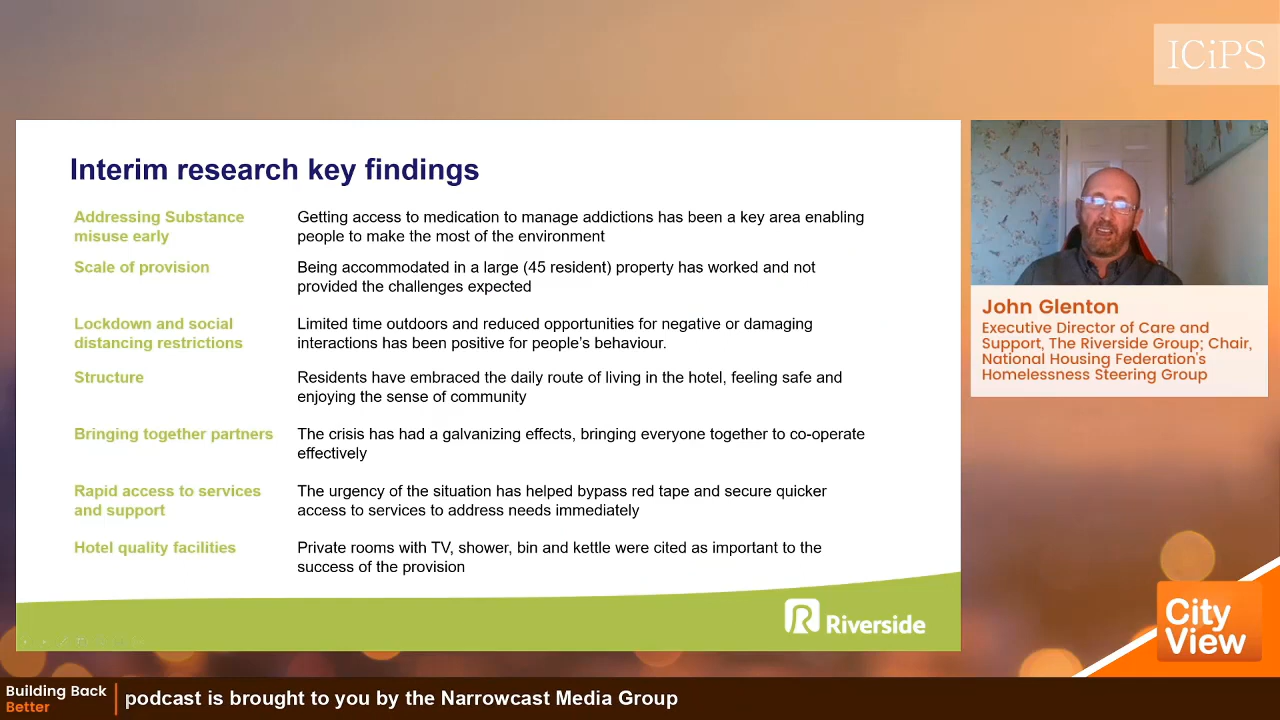 ICiPS
Interim research key findings
Addressing Substance
misuse early
Getting access to medication to manage addictions has been a key area enabling
people to make the most of the environment
Scale of provision
Being accommodated in a large (45 resident) property has worked and not
provided the challenges expected
Lockdown and social
distancing restrictions
Limited time outdoors and reduced opportunities for negative or damaging
interactions has been positive for people's behaviour.
Structure
Residents have embraced the daily route of living in the hotel, feeling safe and
enjoying the sense of community
Bringing together partners
The crisis has had a galvanizing effects, bringing everyone together to co-operate
effectively
Rapid access to services
and support
The urgency of the situation has helped bypass red tape and secure quicker
access to services to address needs immediately
Hotel quality facilities
Private rooms with TV, shower, bin and kettle were cited as important to the
success of the provision
Riverside
John Glenton
Executive Director of Care and
Support, The Riverside Group; Chair,
National Housing Federation's
Homelessness Steering Group
City
View
Building Back
Better
podcast is brought to you by the Narrowcast Media Group